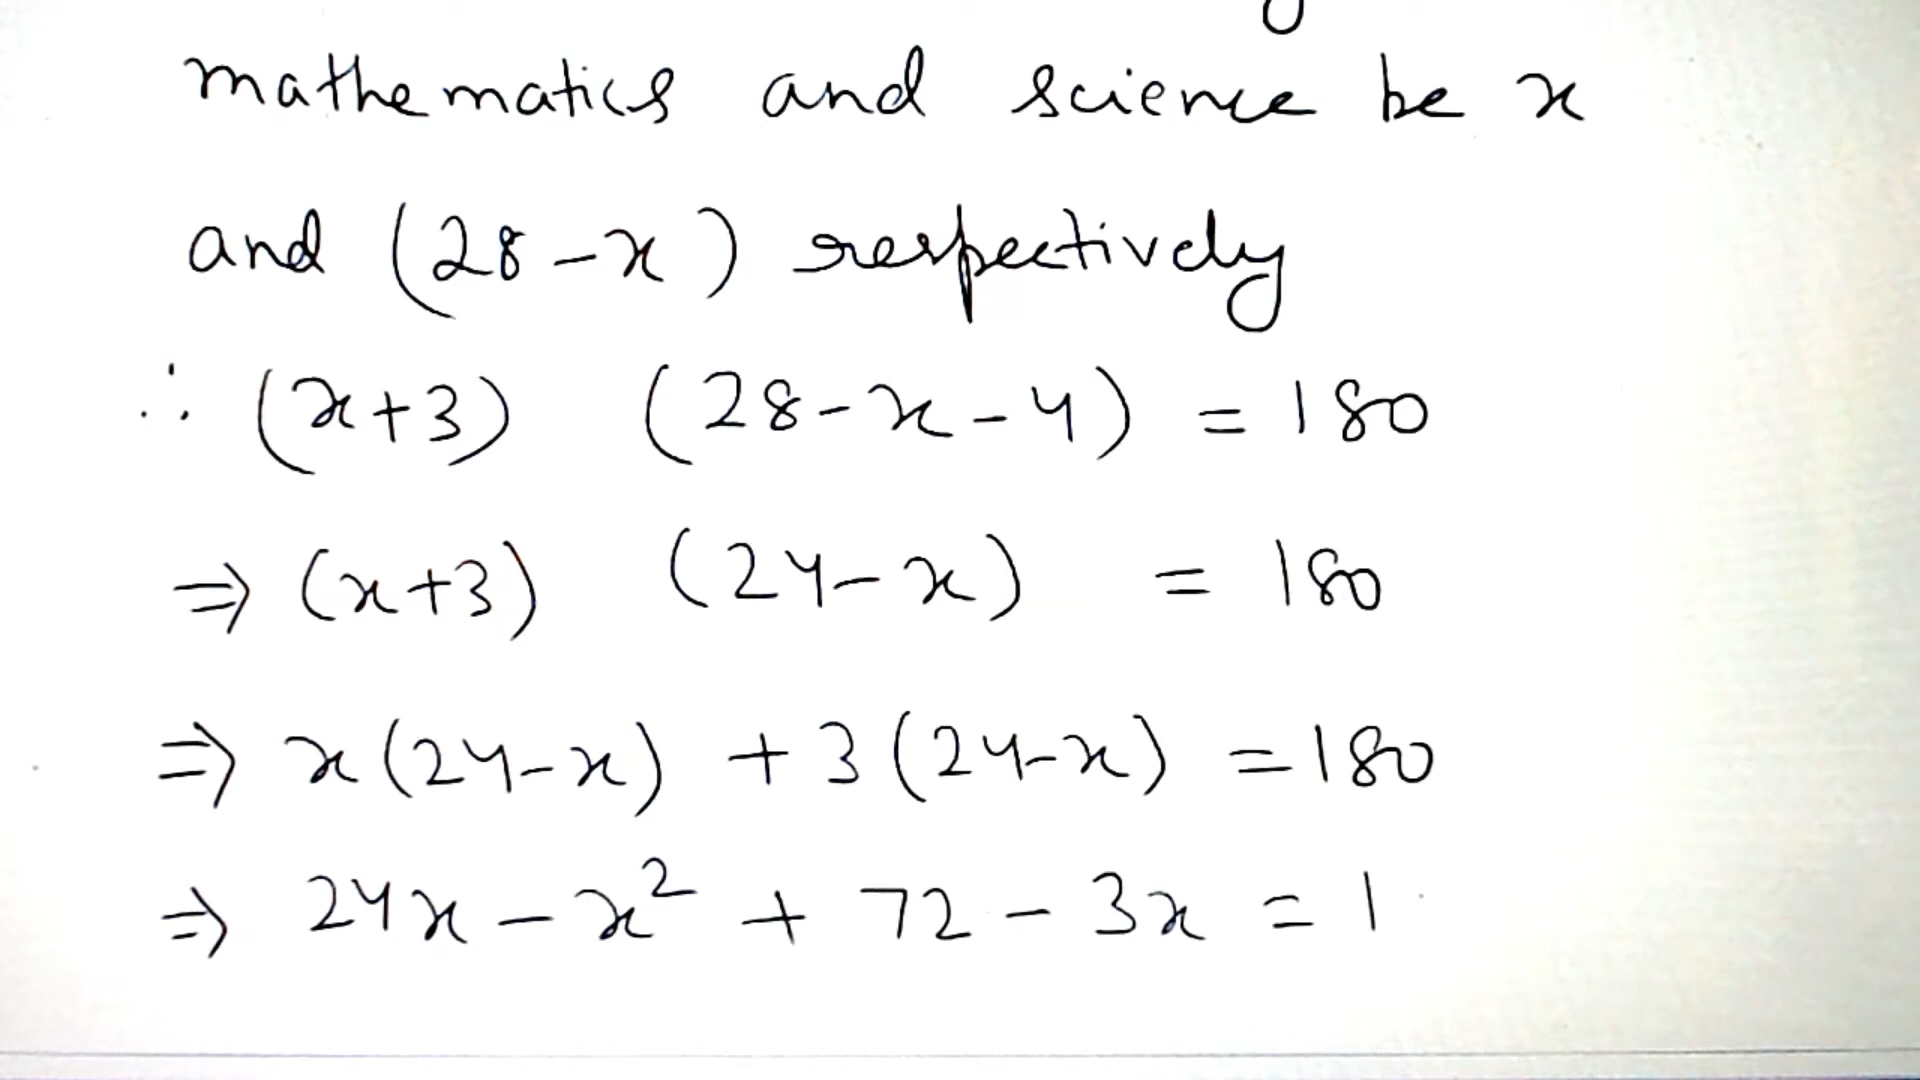 mathematics and science be x
and (28-x) respectively
∴ (x+3) (28-x-4) = 180
⇒ (x+3) (24-x) = 180
⇒ x(24-x) + 3(24-x) = 180
⇒ 24x - x² + 72 - 3x = 1